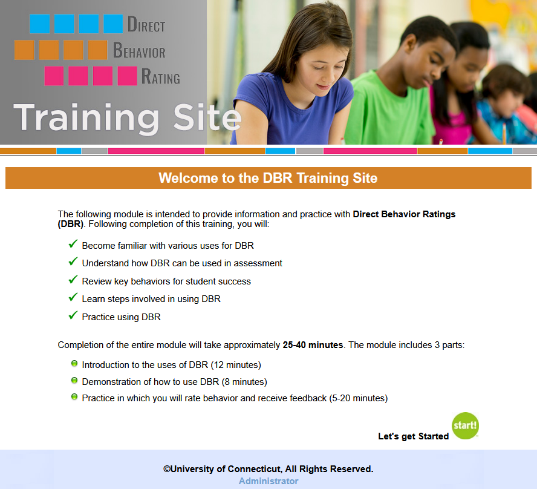 DIRECT
BEHAVIOR
RATING
Training Site
Welcome to the DBR Training Site
The following module is intended to provide information and practice with Direct Behavior Ratings
(DBR). Following completion of this training, you will:
Become familiar with various uses for DBR
Understand how DBR can be used in assessment
Review key behaviors for student success
Learn steps involved in using DBR
Practice using DBR
Completion of the entire module will take approximately 25-40 minutes. The module includes 3 parts:
Introduction to the uses of DBR (12 minutes)
Demonstration of how to use DBR (8 minutes)
Practice in which you will rate behavior and receive feedback (5-20 minutes)
Let's get Started start!
©University of Connecticut, All Rights Reserved.
Administrator